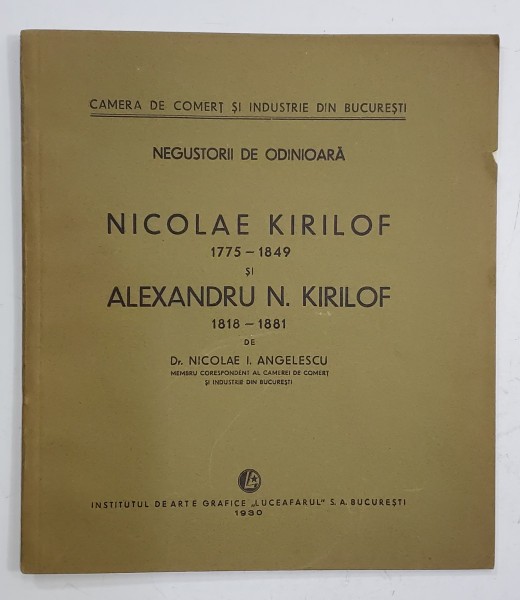 CAMERA DE COMERȚ ȘI INDUSTRIE DIN BUCUREȘTI
NEGUSTORII DE ODINIOARĂ
NICOLAE KIRILOF
1775 – 1849
ȘI
ALEXANDRU N. KIRILOF
1818 – 1881
DE
Dr. NICOLAE I. ANGELESCU
MEMBRU CORESPONDENT AL CAMEREI DE COMERȚ
ȘI INDUSTRIE DIN BUCUREȘTI
INSTITUTUL DE ARTE GRAFICE „LUCEAFARUL" S. A. BUCUREȘTI
1930